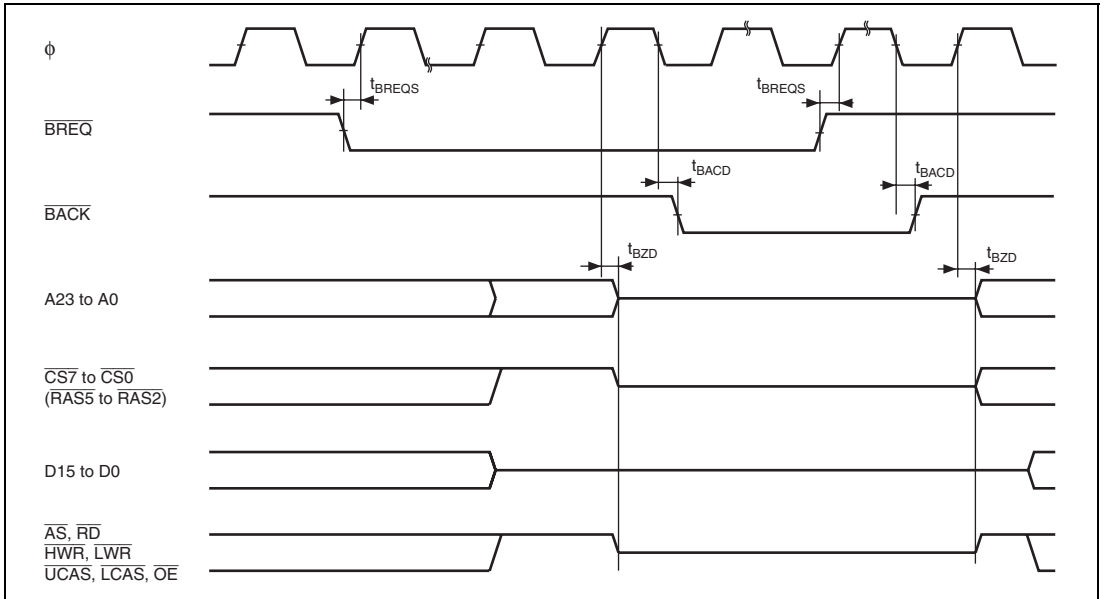 ϕ
tBREQS
tBREQS
BREQ
tBACD
tBACD
BACK
tBZD
tBZD
A23 to A0
CS7 to CS0
(RAS5 to RAS2)
D15 to D0
AS, RD
HWR, LWR
UCAS, LCAS, OE